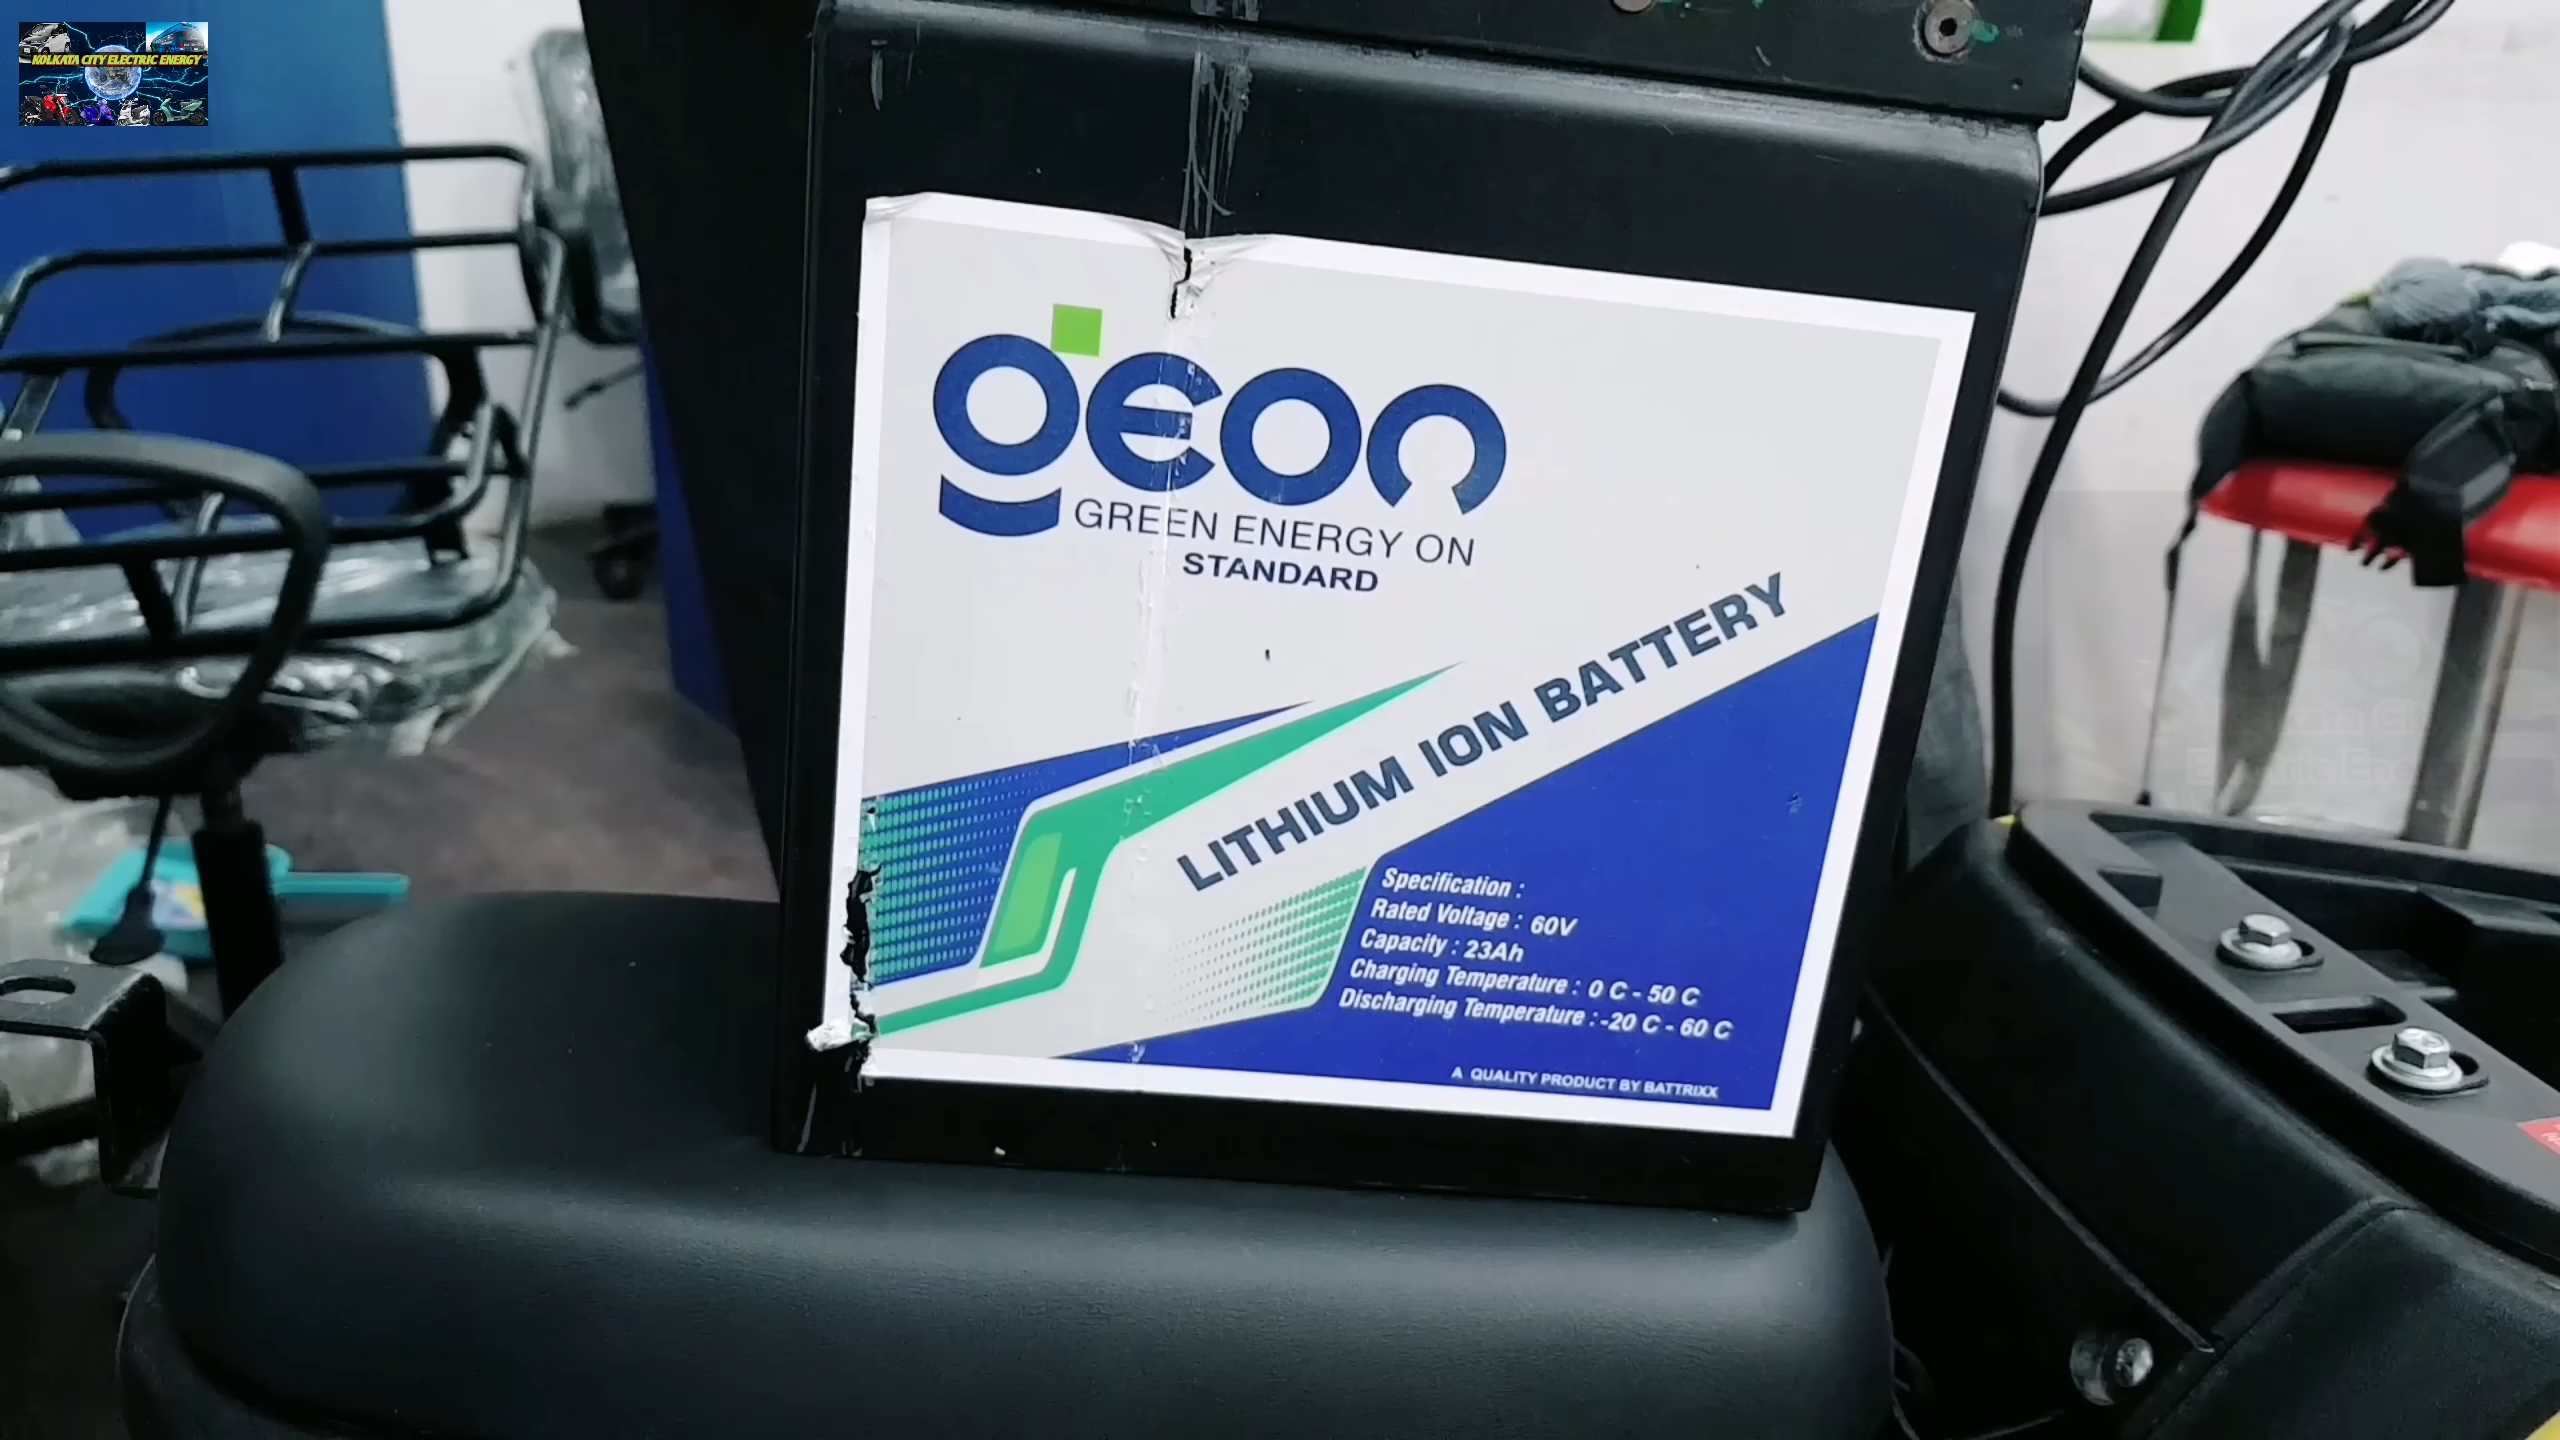 KOLKATA CITY ELECTRIC ENERGY
geon
GREEN ENERGY ON
STANDARD
LITHIUM ION BATTERY
Specification :
Rated Voltage : 60V
Capacity : 23Ah
Charging Temperature : 0 C - 50 C
Discharging Temperature : -20 C - 60 C
A QUALITY PRODUCT BY BATTRIXX